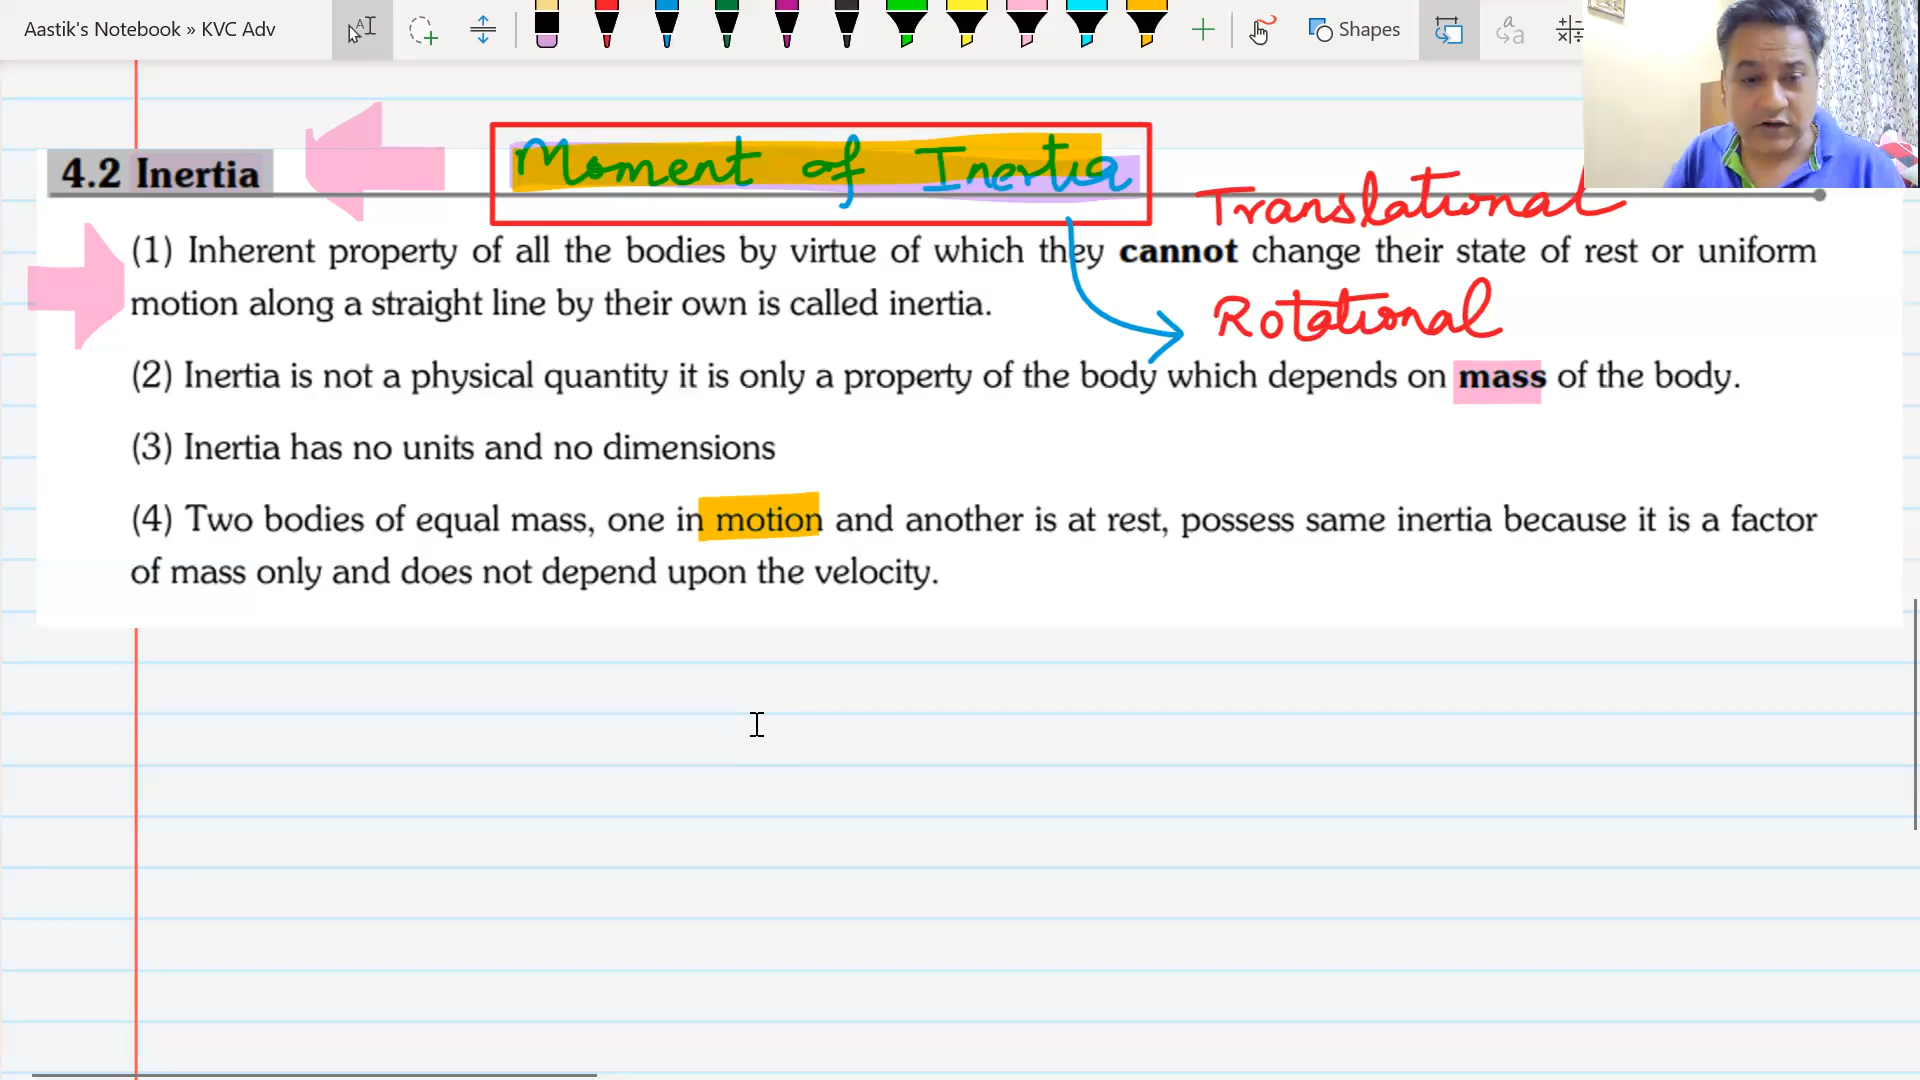 Aastik's Notebook » KVC Adv
Shapes
4.2 Inertia
Moment of Inertia
Translational
(1) Inherent property of all the bodies by virtue of which they cannot change their state of rest or uniform
motion along a straight line by their own is called inertia.
Rotational
(2) Inertia is not a physical quantity it is only a property of the body which depends on mass of the body.
(3) Inertia has no units and no dimensions
(4) Two bodies of equal mass, one in motion and another is at rest, possess same inertia because it is a factor
of mass only and does not depend upon the velocity.